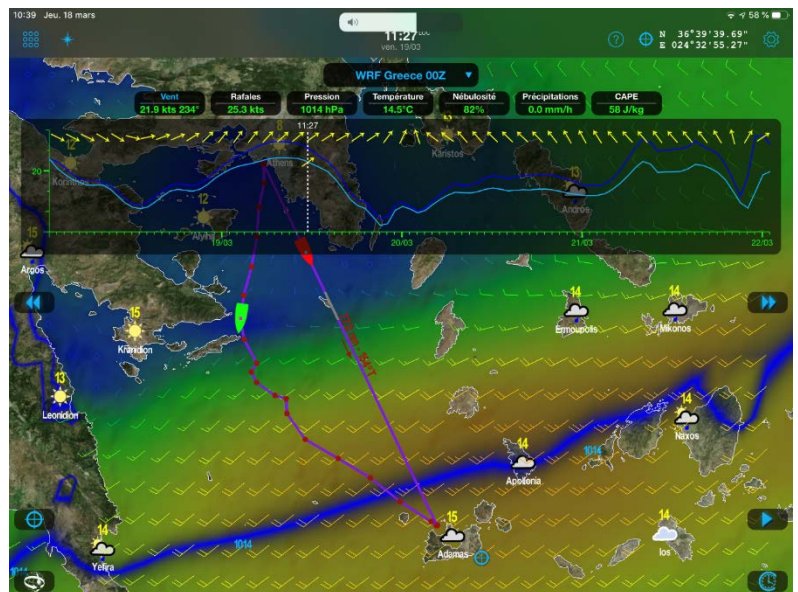 10:39 Jeu. 18 mars
58 %
11:27 LOC
ven. 19/03
N 36°39'39.69"
E 024°32'55.27"
WRF Greece 00Z
Vent
21.9 kts 234°
Rafales
25.3 kts
Pression
1014 hPa
Température
14.5°C
Nébulosité
82%
Précipitations
0.0 mm/h
CAPE
58 J/kg
11:27
20
15
19/03
20/03
21/03
22/03
12
Korinthos
Athens
13
Karistos
13
Andros
12
15
Argos
15
Kranidion
13
Leonidion
14
Ermoupolis
14
Mikonos
14
Naxos
14
Apollonia
1014
15
Adamas
14
Ios
14
Yefira
1014